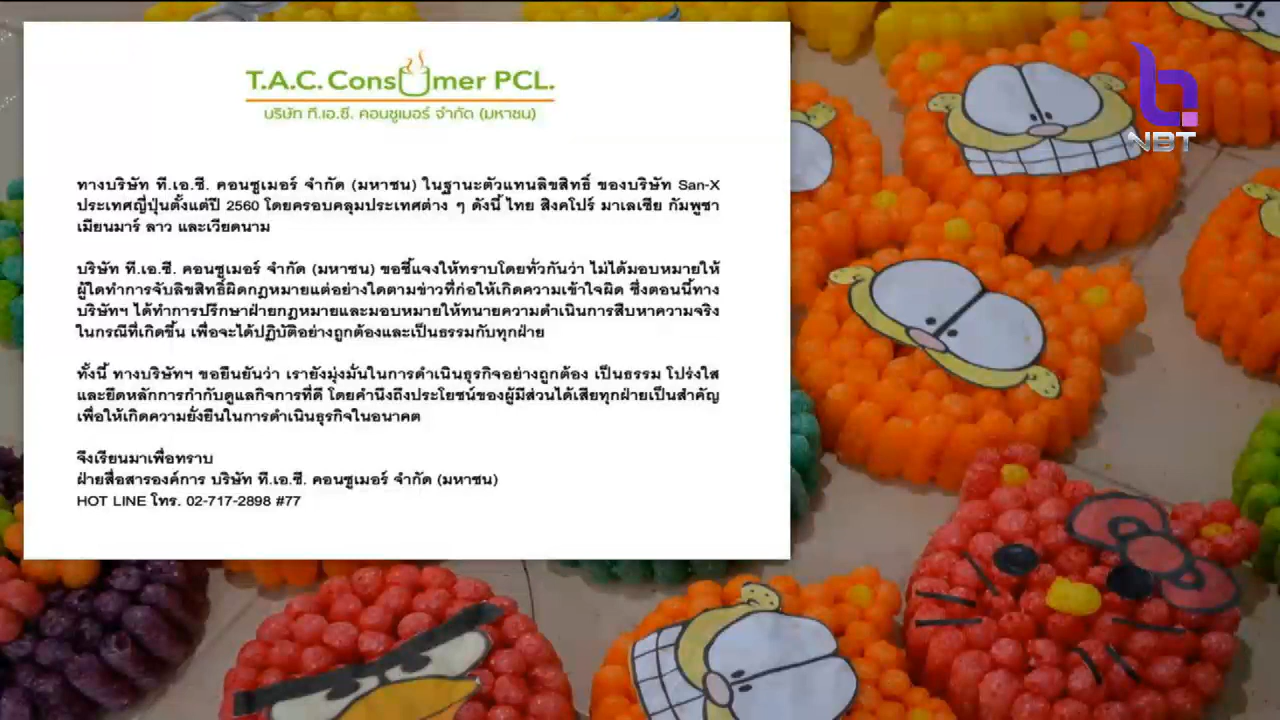 T.A.C. Consumer PCL.
บริษัท ที.เอ.ซี. คอนซูเมอร์ จำกัด (มหาชน)
NBT
ทางบริษัท ที.เอ.ซี. คอนซูเมอร์ จำกัด (มหาชน) ในฐานะตัวแทนลิขสิทธิ์ ของบริษัท San-X
ประเทศญี่ปุ่นตั้งแต่ปี 2560 โดยครอบคลุมประเทศต่าง ๆ ดังนี้ ไทย สิงคโปร์ มาเลเซีย กัมพูชา
เมียนมาร์ ลาว และเวียดนาม
บริษัท ที.เอ.ซี. คอนซูเมอร์ จำกัด (มหาชน) ขอชี้แจงให้ทราบโดยทั่วกันว่า ไม่ได้มอบหมายให้
ผู้ใดทำการจับลิขสิทธิ์ผิดกฎหมายแต่อย่างใดตามข่าวที่ก่อให้เกิดความเข้าใจผิด ซึ่งตอนนี้ทาง
บริษัทฯ ได้ทำการปรึกษาฝ่ายกฎหมายและมอบหมายให้ทนายความดำเนินการสืบหาความจริง
ในกรณีที่เกิดขึ้น เพื่อจะได้ปฏิบัติอย่างถูกต้องและเป็นธรรมกับทุกฝ่าย
ทั้งนี้ ทางบริษัทฯ ขอยืนยันว่า เรายังมุ่งมั่นในการดำเนินธุรกิจอย่างถูกต้อง เป็นธรรม โปร่งใส
และยึดหลักการกำกับดูแลกิจการที่ดี โดยคำนึงถึงประโยชน์ของผู้มีส่วนได้เสียทุกฝ่ายเป็นสำคัญ
เพื่อให้เกิดความยั่งยืนในการดำเนินธุรกิจในอนาคต
จึงเรียนมาเพื่อทราบ
ฝ่ายสื่อสารองค์การ บริษัท ที.เอ.ซี. คอนซูเมอร์ จำกัด (มหาชน)
HOT LINE โทร. 02-717-2898 #77